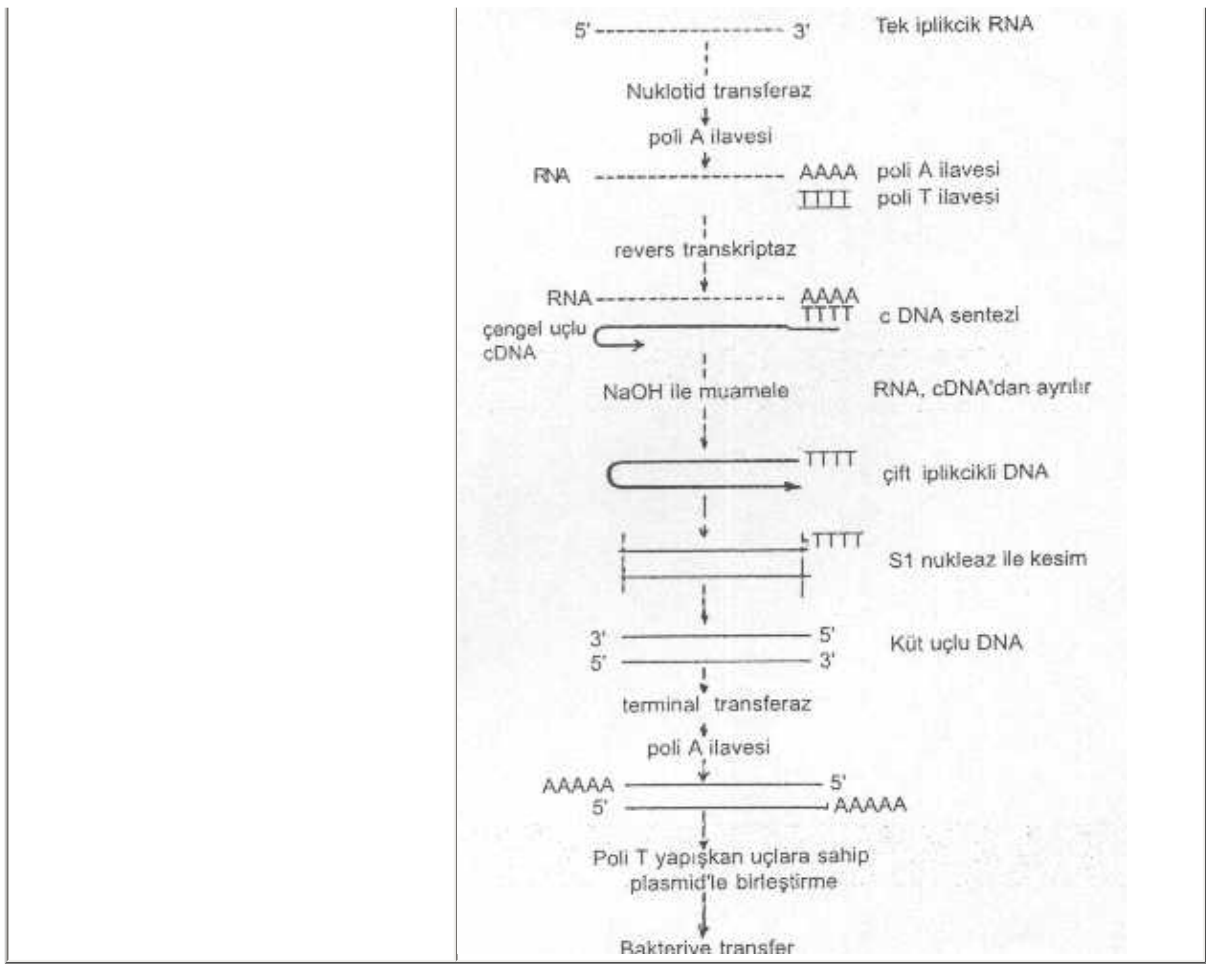 5' 3' Tek iplikcik RNA
Nuklotid transferaz
poli A ilavesi
RNA AAAA poli A ilavesi
TTTT poli T ilavesi
revers transkriptaz
RNA AAAA
TTTT c DNA sentezi
çengel uçlu
cDNA
NaOH ile muamele RNA, cDNA'dan ayrılır
TTTT
çift iplikcikli DNA
TTTT
S1 nukleaz ile kesim
3' 5' Küt uçlu DNA
5' 3'
terminal transferaz
poli A ilavesi
AAAAA 5'
5' AAAAA
Poli T yapışkan uçlara sahip
plasmid'le birleştirme
Bakteriye transfer